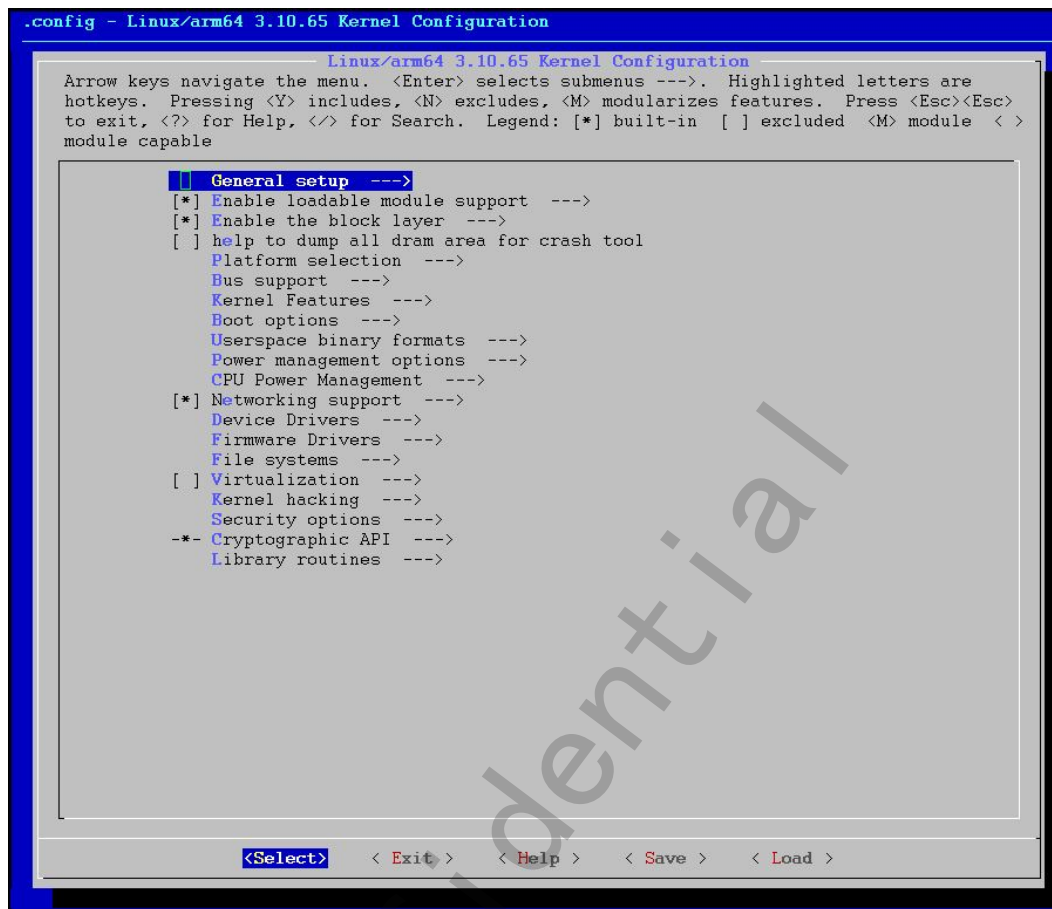 .config - Linux/arm64 3.10.65 Kernel Configuration
Linux/arm64 3.10.65 Kernel Configuration
Arrow keys navigate the menu.  <Enter> selects submenus --->.  Highlighted letters are
hotkeys.  Pressing <Y> includes, <N> excludes, <M> modularizes features.  Press <Esc><Esc>
to exit, <?> for Help, </> for Search.  Legend: [*] built-in  [ ] excluded  <M> module  < >
module capable
General setup  --->
[*] Enable loadable module support  --->
[*] Enable the block layer  --->
[ ] help to dump all dram area for crash tool
Platform selection  --->
Bus support  --->
Kernel Features  --->
Boot options  --->
Userspace binary formats  --->
Power management options  --->
CPU Power Management  --->
[*] Networking support  --->
Device Drivers  --->
Firmware Drivers  --->
File systems  --->
[ ] Virtualization  --->
Kernel hacking  --->
Security options  --->
-*- Cryptographic API  --->
Library routines  --->
<Select>    < Exit >    < Help >    < Save >    < Load >
idential